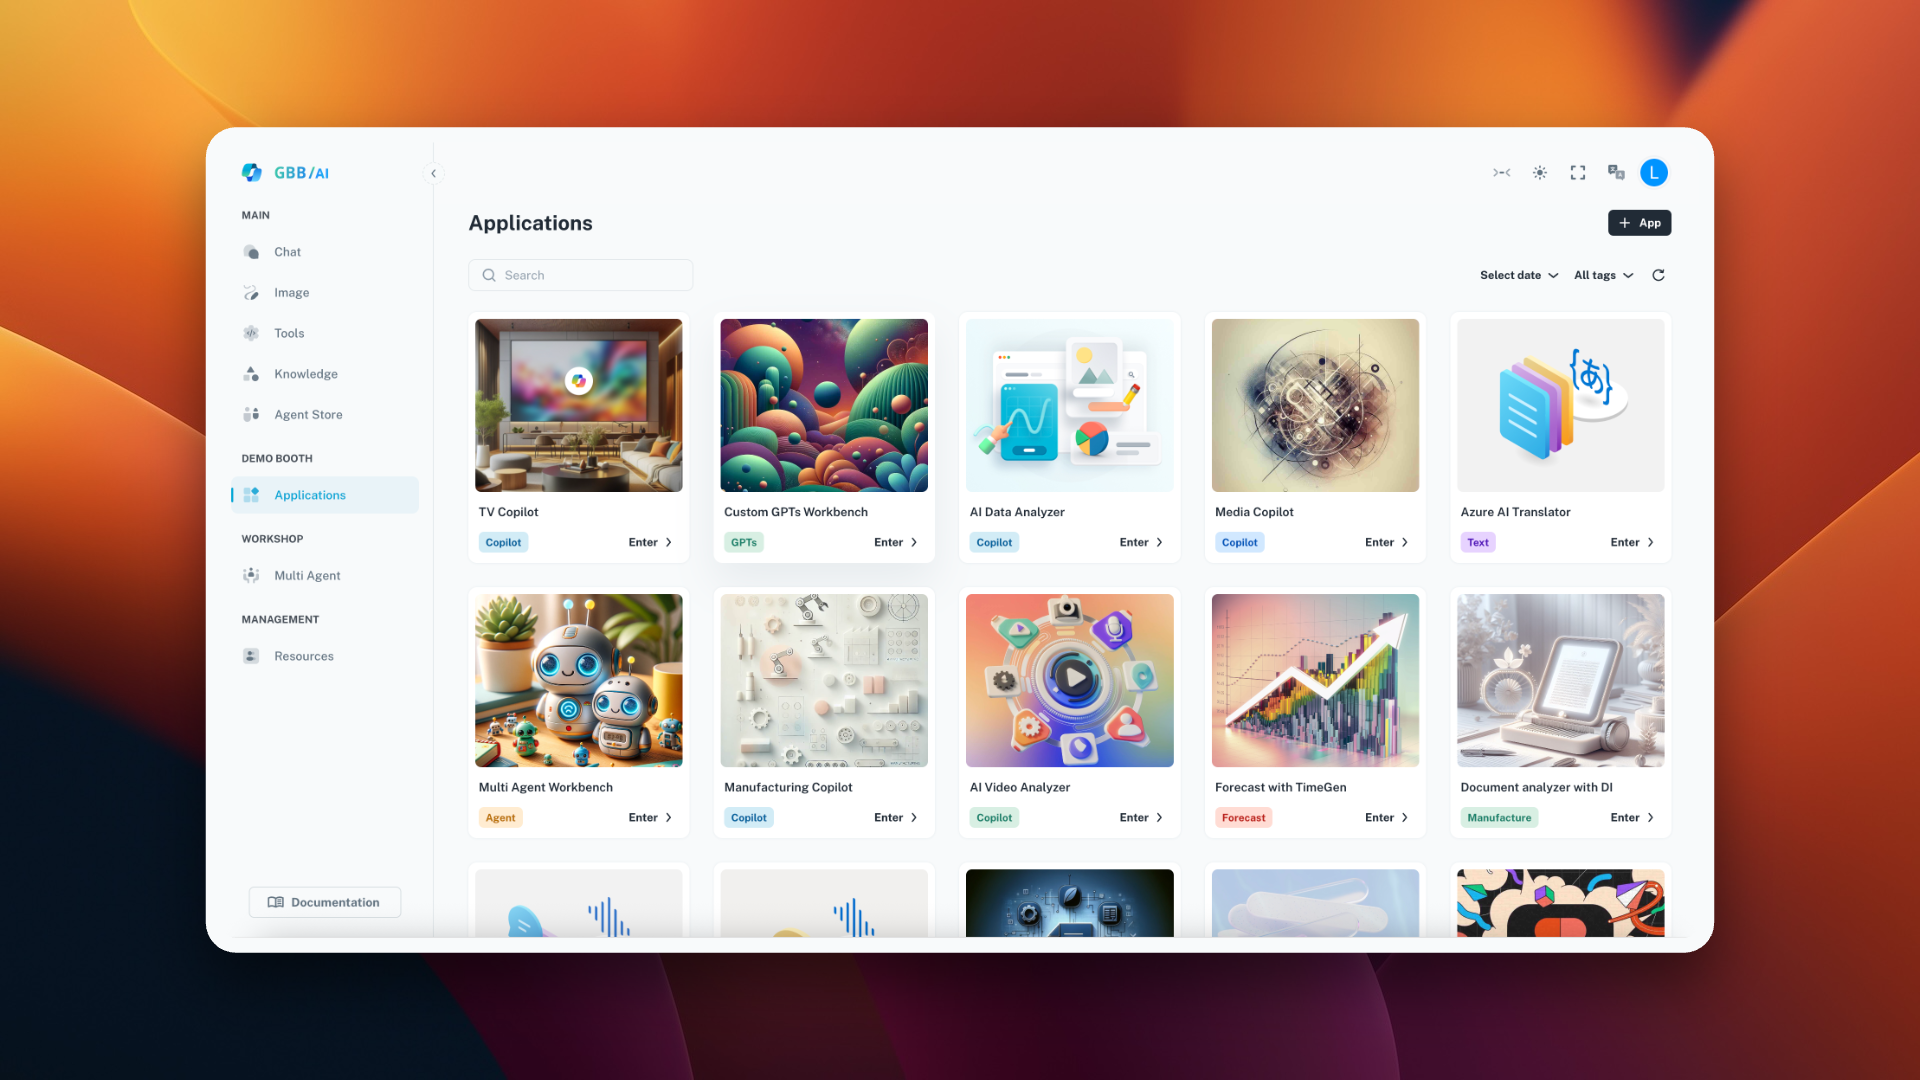 GBB/AI
L
MAIN
Chat
Image
Tools
Knowledge
Agent Store
DEMO BOOTH
Applications
WORKSHOP
Multi Agent
MANAGEMENT
Resources
Documentation
Applications
+ App
Search
Select date
All tags
TV Copilot
Copilot
Enter
Custom GPTs Workbench
GPTs
Enter
AI Data Analyzer
Copilot
Enter
Media Copilot
Copilot
Enter
{あ}
Azure AI Translator
Text
Enter
Multi Agent Workbench
Agent
Enter
Manufacturing Copilot
Copilot
Enter
AI Video Analyzer
Copilot
Enter
Forecast with TimeGen
Forecast
Enter
Document analyzer with DI
Manufacture
Enter